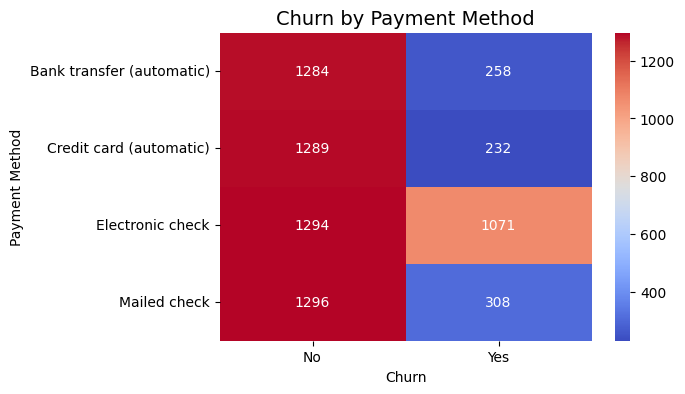 Churn by Payment Method
Payment Method
Bank transfer (automatic) 1284 258
Credit card (automatic) 1289 232
Electronic check 1294 1071
Mailed check 1296 308
No Yes
Churn
1200
1000
800
600
400